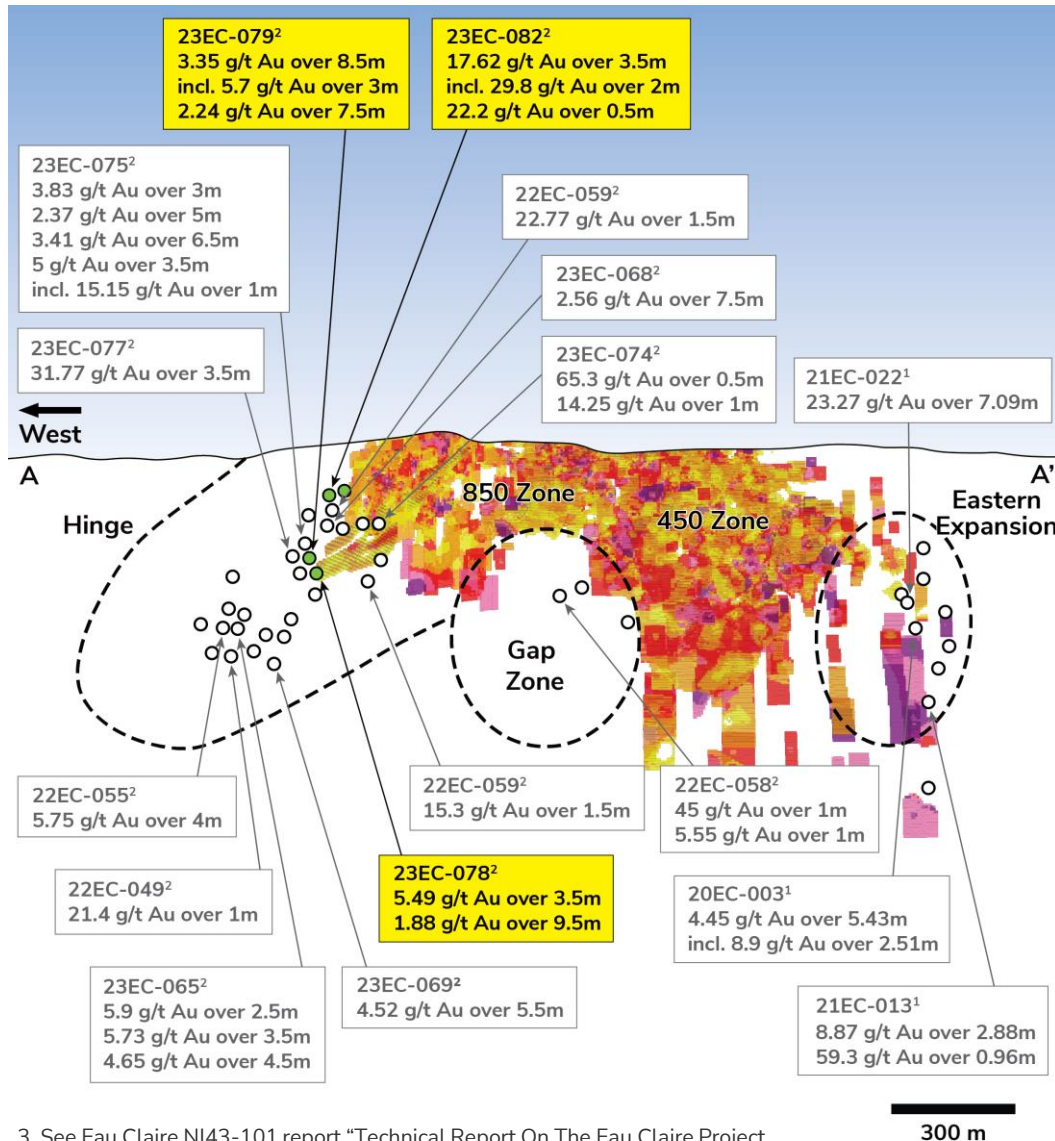 23EC-079²
3.35 g/t Au over 8.5m
incl. 5.7 g/t Au over 3m
2.24 g/t Au over 7.5m
23EC-082²
17.62 g/t Au over 3.5m
incl. 29.8 g/t Au over 2m
22.2 g/t Au over 0.5m
23EC-075²
3.83 g/t Au over 3m
2.37 g/t Au over 5m
3.41 g/t Au over 6.5m
5 g/t Au over 3.5m
incl. 15.15 g/t Au over 1m
22EC-059²
22.77 g/t Au over 1.5m
23EC-068²
2.56 g/t Au over 7.5m
23EC-074²
65.3 g/t Au over 0.5m
14.25 g/t Au over 1m
23EC-077²
31.77 g/t Au over 3.5m
21EC-022¹
23.27 g/t Au over 7.09m
West
A
A'
Hinge
850 Zone
450 Zone
Eastern
Expansion
Gap
Zone
22EC-055²
5.75 g/t Au over 4m
22EC-059²
15.3 g/t Au over 1.5m
22EC-058²
45 g/t Au over 1m
5.55 g/t Au over 1m
22EC-049²
21.4 g/t Au over 1m
23EC-078²
5.49 g/t Au over 3.5m
1.88 g/t Au over 9.5m
20EC-003¹
4.45 g/t Au over 5.43m
incl. 8.9 g/t Au over 2.51m
23EC-065²
5.9 g/t Au over 2.5m
5.73 g/t Au over 3.5m
4.65 g/t Au over 4.5m
23EC-069²
4.52 g/t Au over 5.5m
21EC-013¹
8.87 g/t Au over 2.88m
59.3 g/t Au over 0.96m
3. See Eau Claire NI43-101 report "Technical Report On The Eau Claire Project
300 m